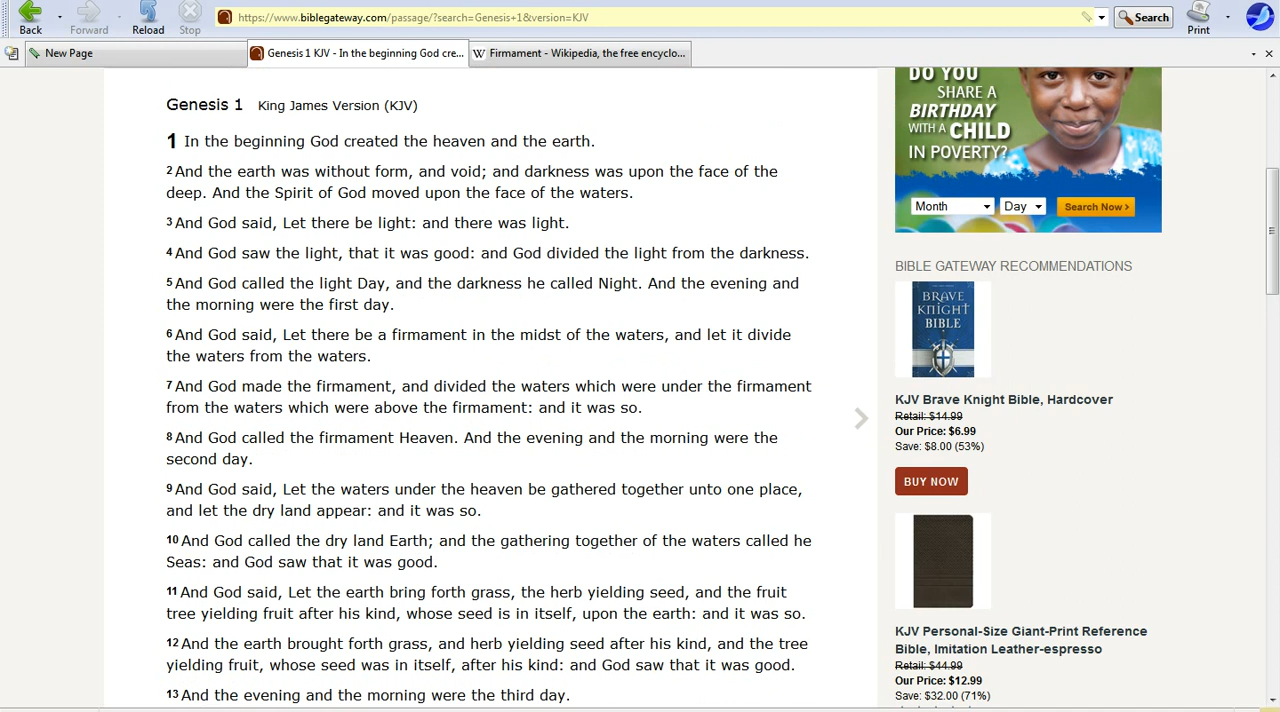 https://www.biblegateway.com/passage/?search=Genesis+1&version=KJV
Search
Back
Forward
Reload
Stop
Print
New Page
Genesis 1 KJV - In the beginning God cre...
W Firmament - Wikipedia, the free encyclo...
Genesis 1 King James Version (KJV)
1 In the beginning God created the heaven and the earth.
2 And the earth was without form, and void; and darkness was upon the face of the
deep. And the Spirit of God moved upon the face of the waters.
3 And God said, Let there be light: and there was light.
4 And God saw the light, that it was good: and God divided the light from the darkness.
5 And God called the light Day, and the darkness he called Night. And the evening and
the morning were the first day.
6 And God said, Let there be a firmament in the midst of the waters, and let it divide
the waters from the waters.
7 And God made the firmament, and divided the waters which were under the firmament
from the waters which were above the firmament: and it was so.
8 And God called the firmament Heaven. And the evening and the morning were the
second day.
9 And God said, Let the waters under the heaven be gathered together unto one place,
and let the dry land appear: and it was so.
10 And God called the dry land Earth; and the gathering together of the waters called he
Seas: and God saw that it was good.
11 And God said, Let the earth bring forth grass, the herb yielding seed, and the fruit
tree yielding fruit after his kind, whose seed is in itself, upon the earth: and it was so.
12 And the earth brought forth grass, and herb yielding seed after his kind, and the tree
yielding fruit, whose seed was in itself, after his kind: and God saw that it was good.
13 And the evening and the morning were the third day.
DO YOU
SHARE A
BIRTHDAY
WITH A CHILD
IN POVERTY?
Month
Day
Search Now >
BIBLE GATEWAY RECOMMENDATIONS
BRAVE
KNIGHT
BIBLE
KJV Brave Knight Bible, Hardcover
Retail: $14.99
Our Price: $6.99
Save: $8.00 (53%)
BUY NOW
KJV Personal-Size Giant-Print Reference
Bible, Imitation Leather-espresso
Retail: $44.99
Our Price: $12.99
Save: $32.00 (71%)